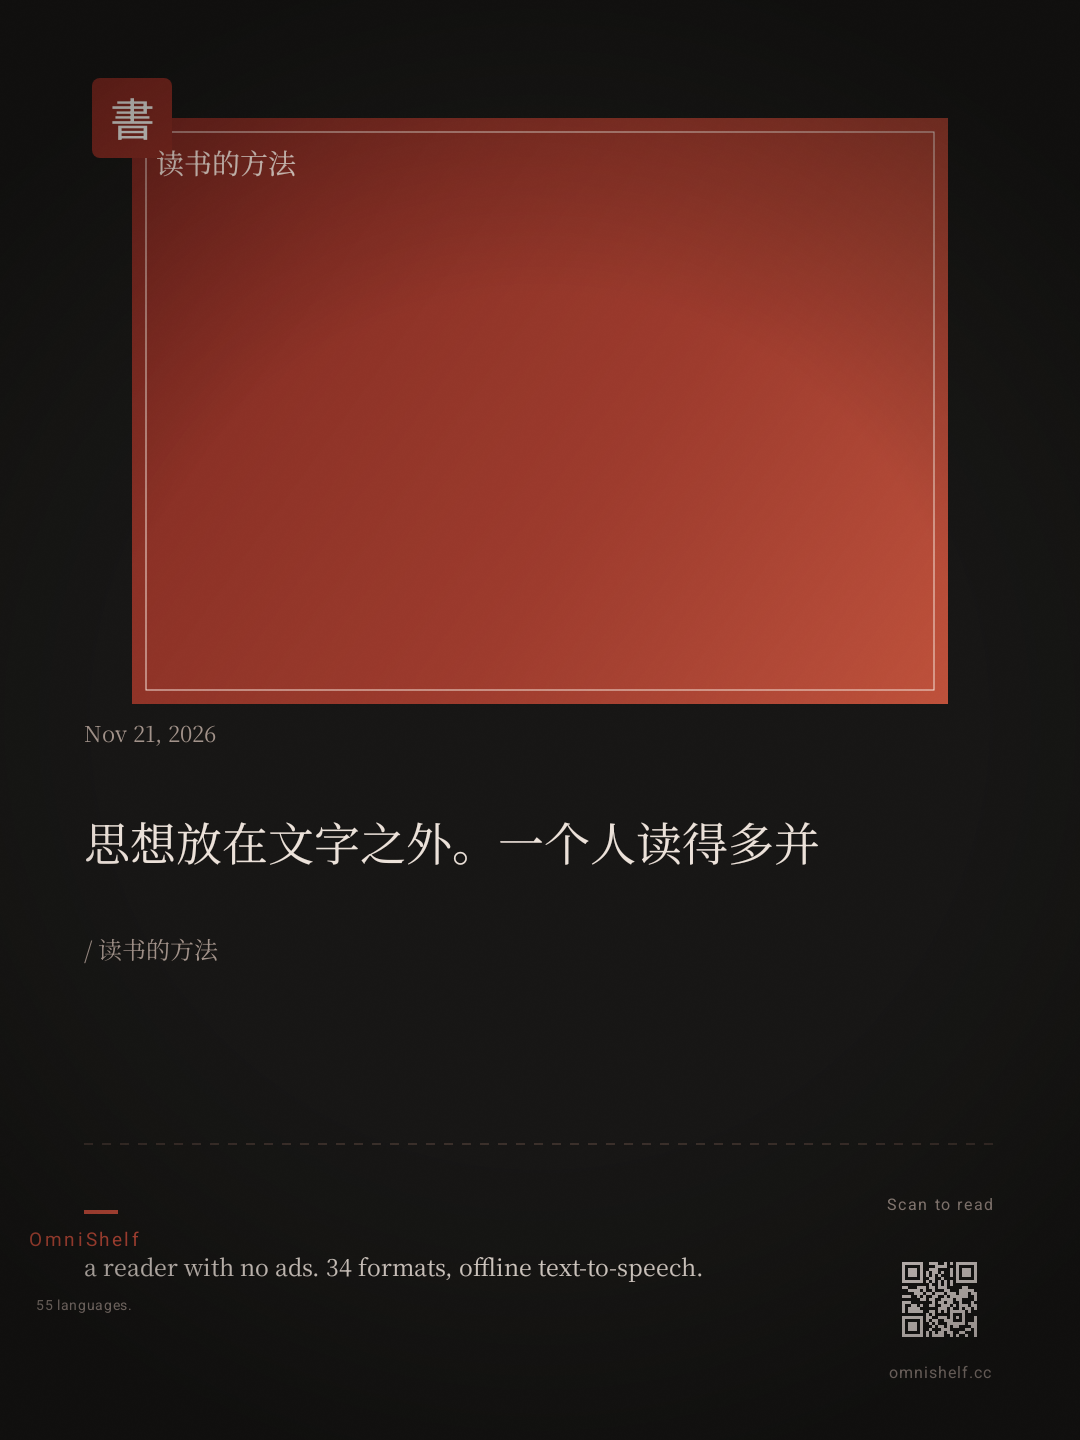 書
读书的方法
Nov 21, 2026
思想放在文字之外。一个人读得多并
/ 读书的方法
Scan to read
OmniShelf
a reader with no ads. 34 formats, offline text-to-speech.
55 languages.
omnishelf.cc